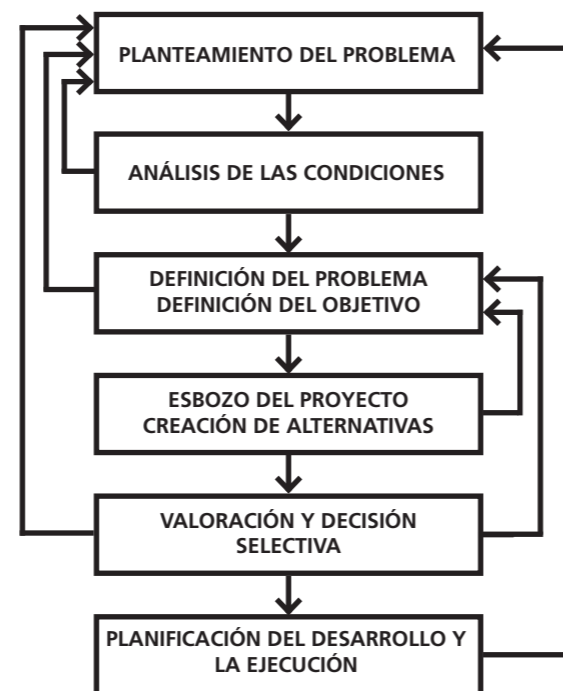 PLANTEAMIENTO DEL PROBLEMA
ANÁLISIS DE LAS CONDICIONES
DEFINICIÓN DEL PROBLEMA
DEFINICIÓN DEL OBJETIVO
ESBOZO DEL PROYECTO
CREACIÓN DE ALTERNATIVAS
VALORACIÓN Y DECISIÓN
SELECTIVA
PLANIFICACIÓN DEL DESARROLLO Y
LA EJECUCIÓN